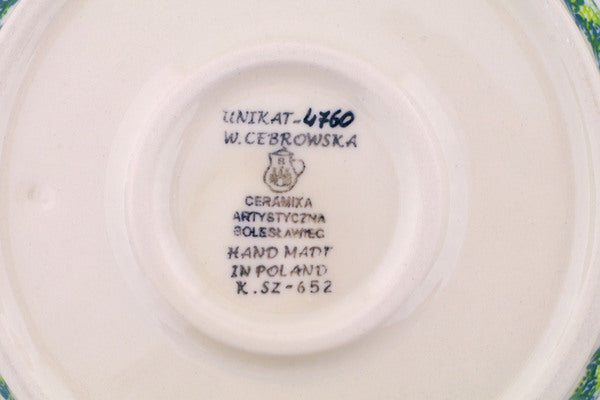 UNIKAT-4760
W. CEBROWSKA
B
CERAMIKA
ARTYSTYCZNA
BOLESŁAWIEC
HAND MADE
IN POLAND
K.SZ-652